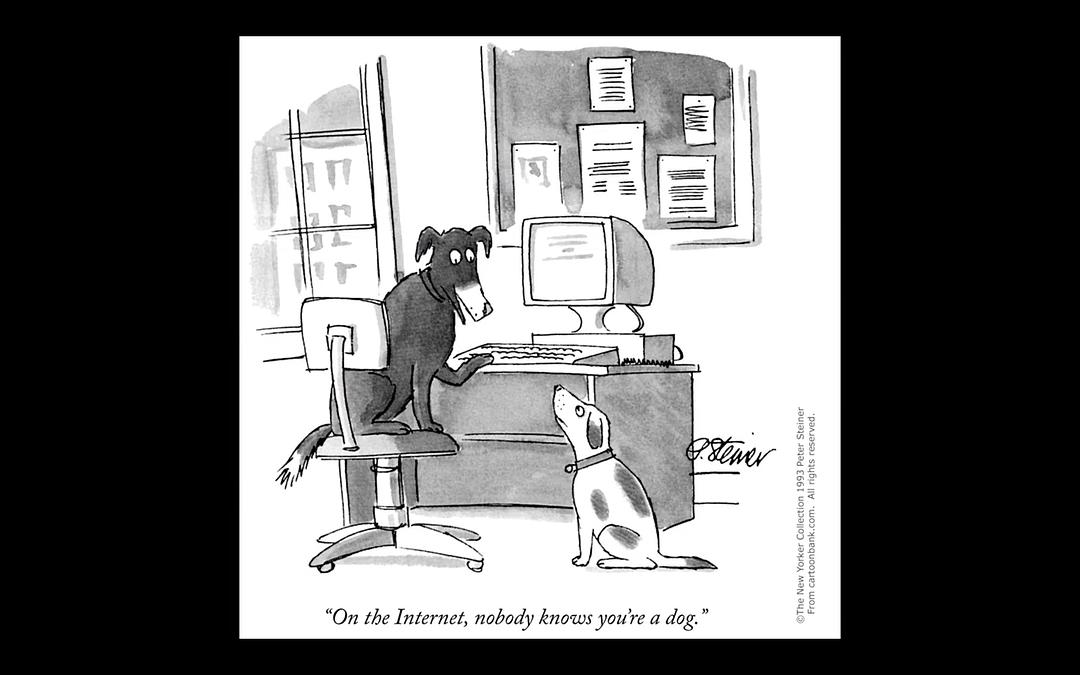 P. Steiner
“On the Internet, nobody knows you're a dog.”
©The New Yorker Collection 1993 Peter Steiner
From cartoonbank.com. All rights reserved.